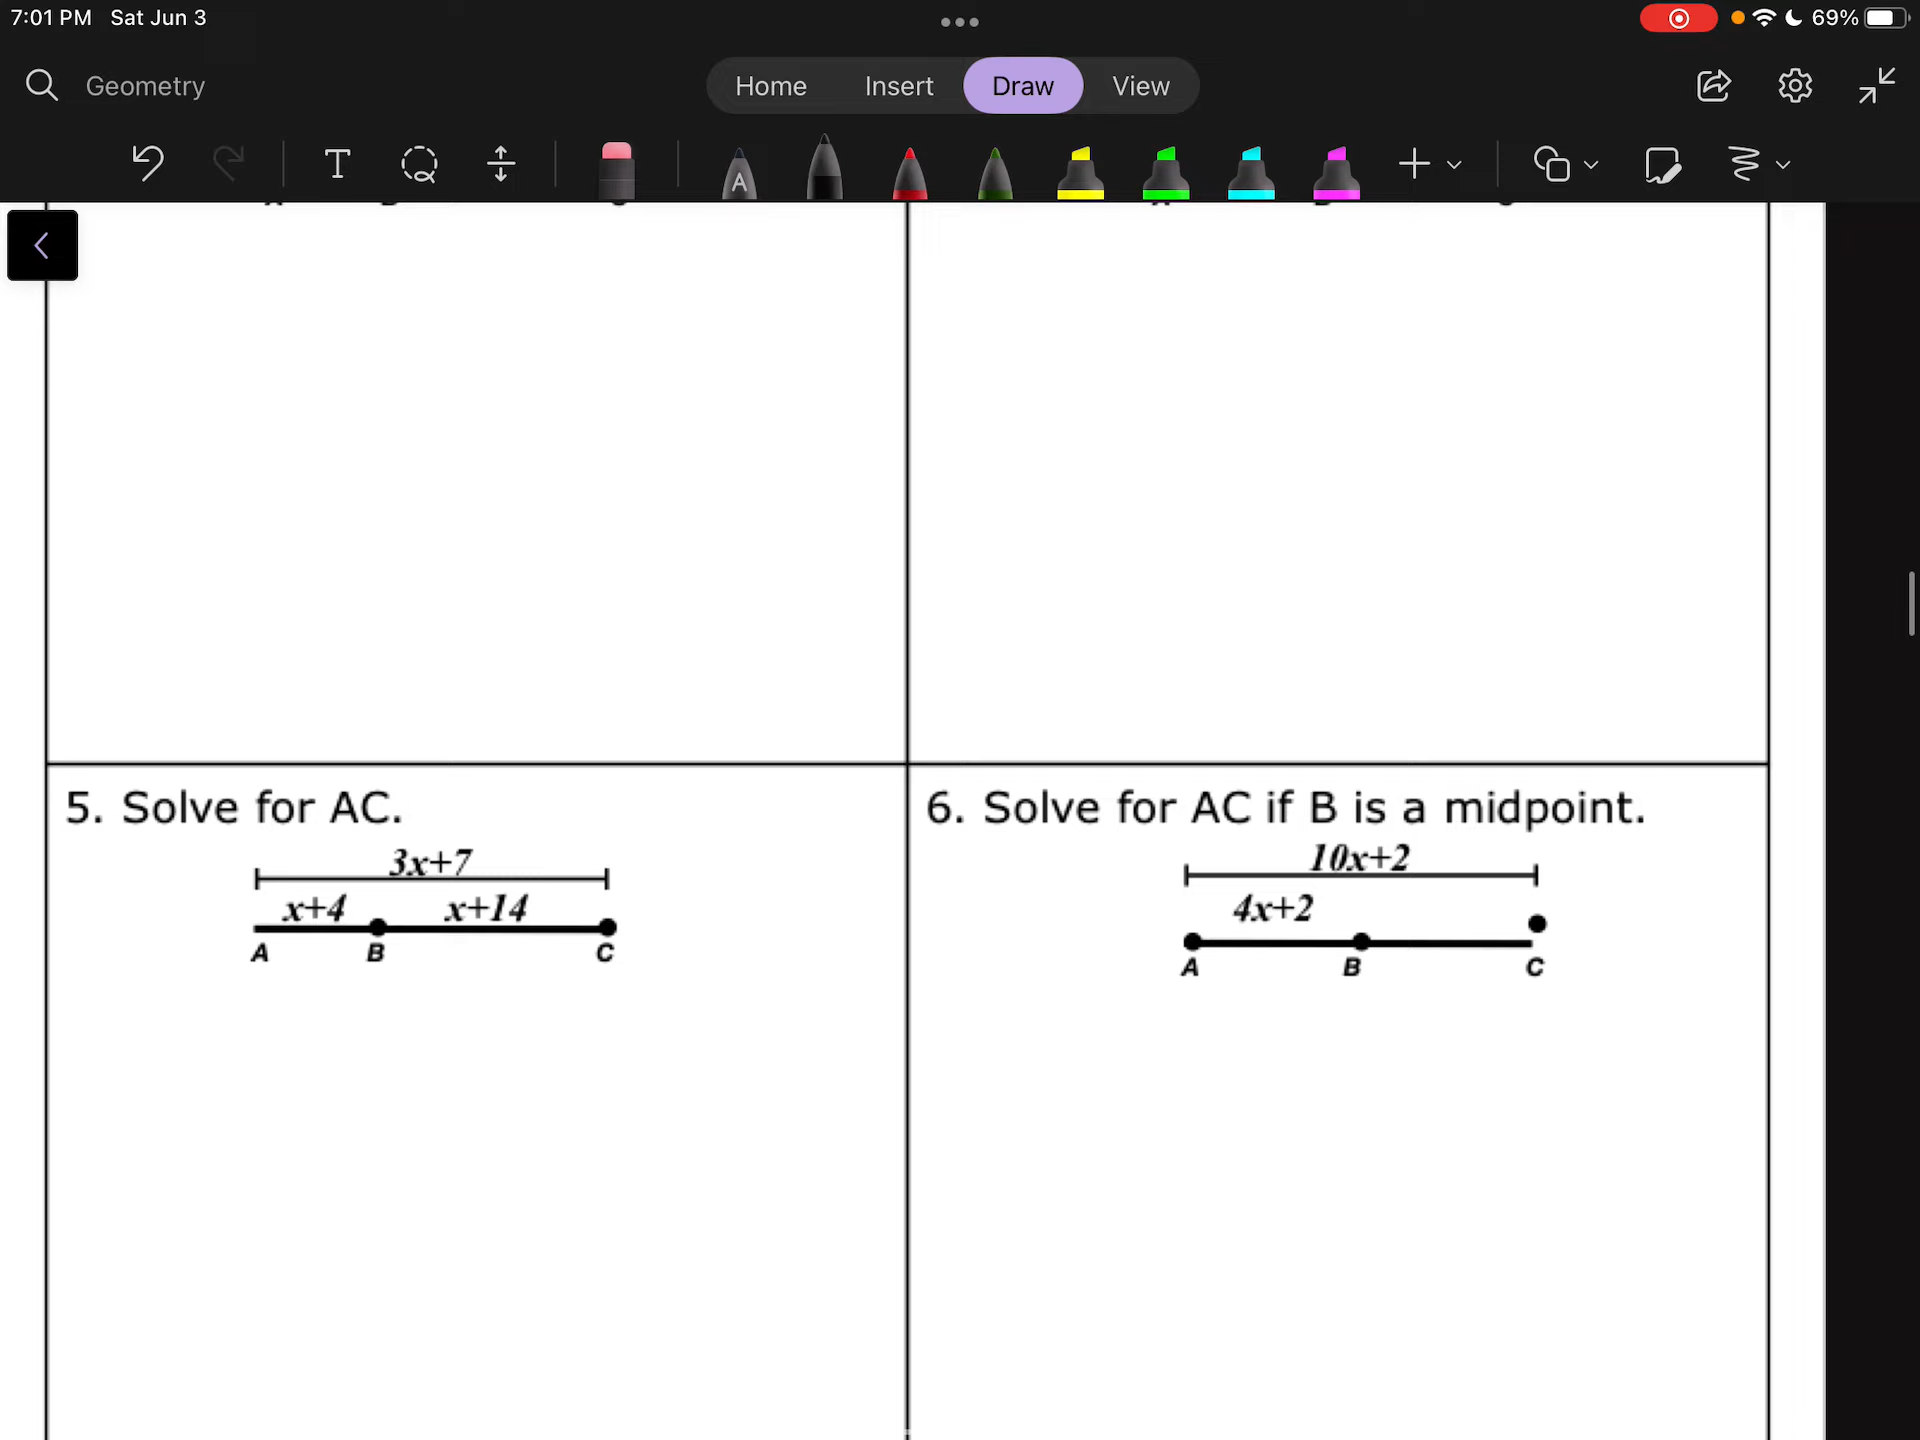 7:01 PM Sat Jun 3
69%
Geometry
Home Insert Draw View
T
A
5. Solve for AC.
3x+7
x+4 x+14
A B C
6. Solve for AC if B is a midpoint.
10x+2
4x+2
A B C